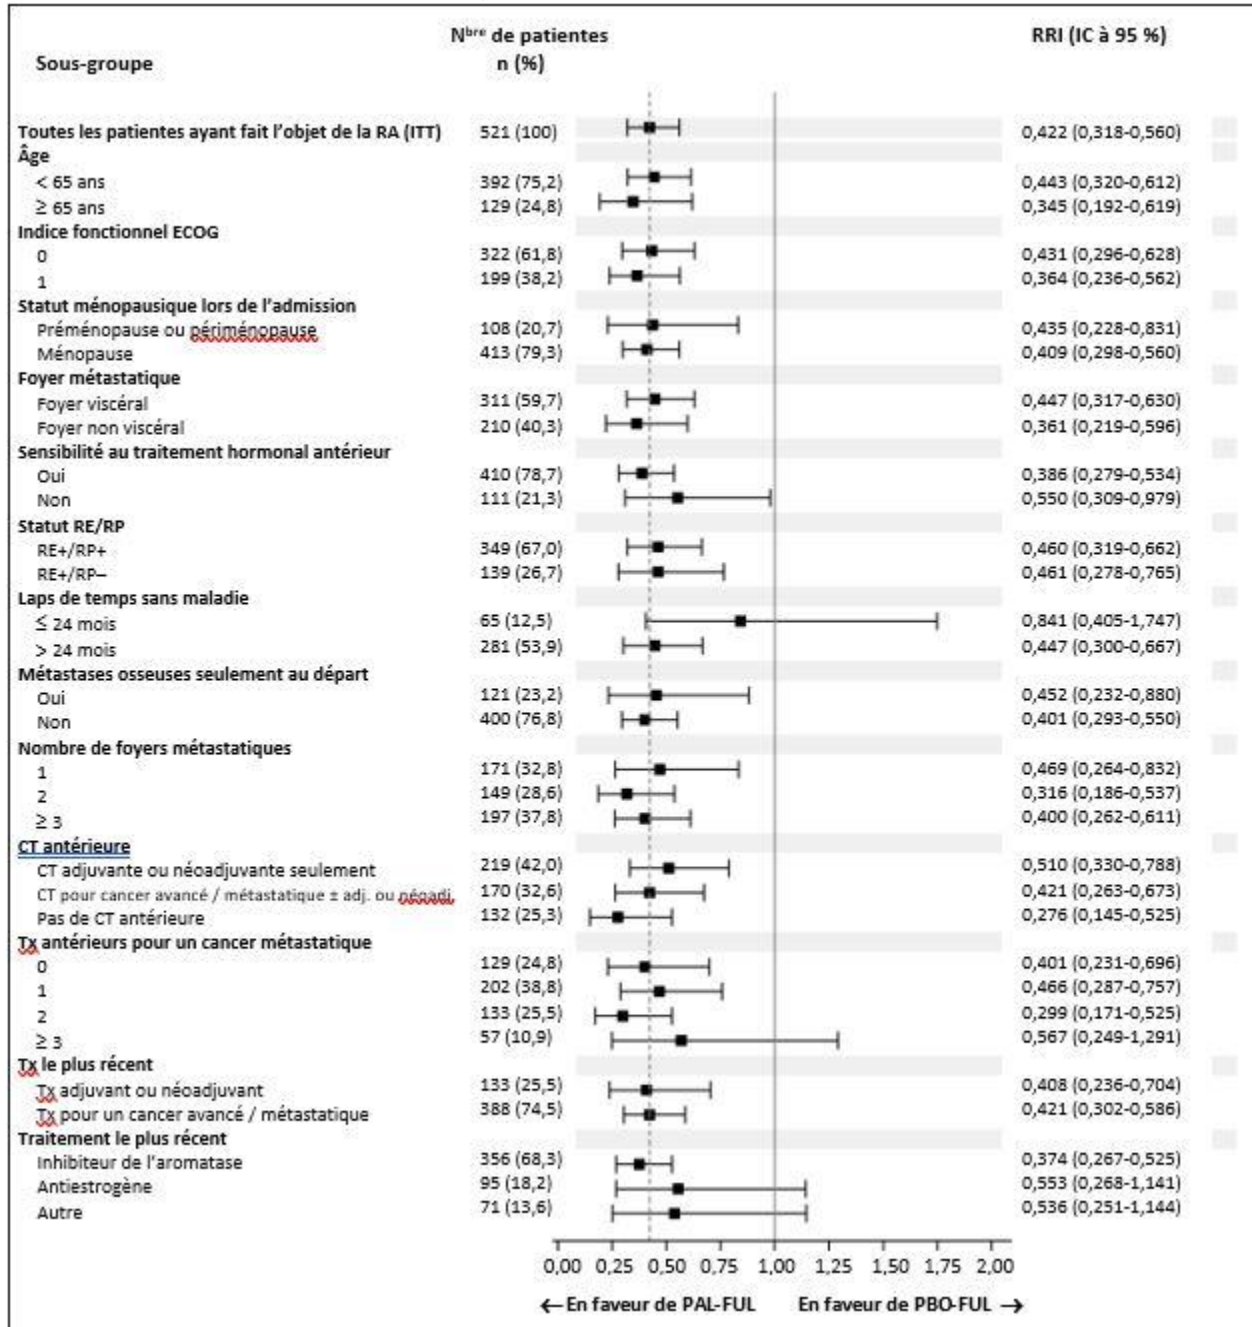 Sous-groupe Nbre de patientes n (%) RRI (IC à 95 %)
Toutes les patientes ayant fait l'objet de la RA (ITT) 521 (100) 0,422 (0,318-0,560)
Âge
< 65 ans 392 (75,2) 0,443 (0,320-0,612)
≥ 65 ans 129 (24,8) 0,345 (0,192-0,619)
Indice fonctionnel ECOG
0 322 (61,8) 0,431 (0,296-0,628)
1 199 (38,2) 0,364 (0,236-0,562)
Statut ménopausique lors de l'admission
Préménopause ou périménopause 108 (20,7) 0,435 (0,228-0,831)
Ménopause 413 (79,3) 0,409 (0,298-0,560)
Foyer métastatique
Foyer viscéral 311 (59,7) 0,447 (0,317-0,630)
Foyer non viscéral 210 (40,3) 0,361 (0,219-0,596)
Sensibilité au traitement hormonal antérieur
Oui 410 (78,7) 0,386 (0,279-0,534)
Non 111 (21,3) 0,550 (0,309-0,979)
Statut RE/RP
RE+/RP+ 349 (67,0) 0,460 (0,319-0,662)
RE+/RP– 139 (26,7) 0,461 (0,278-0,765)
Laps de temps sans maladie
≤ 24 mois 65 (12,5) 0,841 (0,405-1,747)
> 24 mois 281 (53,9) 0,447 (0,300-0,667)
Métastases osseuses seulement au départ
Oui 121 (23,2) 0,452 (0,232-0,880)
Non 400 (76,8) 0,401 (0,293-0,550)
Nombre de foyers métastatiques
1 171 (32,8) 0,469 (0,264-0,832)
2 149 (28,6) 0,316 (0,186-0,537)
≥ 3 197 (37,8) 0,400 (0,262-0,611)
CT antérieure
CT adjuvante ou néoadjuvante seulement 219 (42,0) 0,510 (0,330-0,788)
CT pour cancer avancé / métastatique ± adj. ou néoadj. 170 (32,6) 0,421 (0,263-0,673)
Pas de CT antérieure 132 (25,3) 0,276 (0,145-0,525)
Tx antérieurs pour un cancer métastatique
0 129 (24,8) 0,401 (0,231-0,696)
1 202 (38,8) 0,466 (0,287-0,757)
2 133 (25,5) 0,299 (0,171-0,525)
≥ 3 57 (10,9) 0,567 (0,249-1,291)
Tx le plus récent
Tx adjuvant ou néoadjuvant 133 (25,5) 0,408 (0,236-0,704)
Tx pour un cancer avancé / métastatique 388 (74,5) 0,421 (0,302-0,586)
Traitement le plus récent
Inhibiteur de l'aromatase 356 (68,3) 0,374 (0,267-0,525)
Antiestrogène 95 (18,2) 0,553 (0,268-1,141)
Autre 71 (13,6) 0,536 (0,251-1,144)
0,00 0,25 0,50 0,75 1,00 1,25 1,50 1,75 2,00
←En faveur de PAL-FUL En faveur de PBO-FUL →